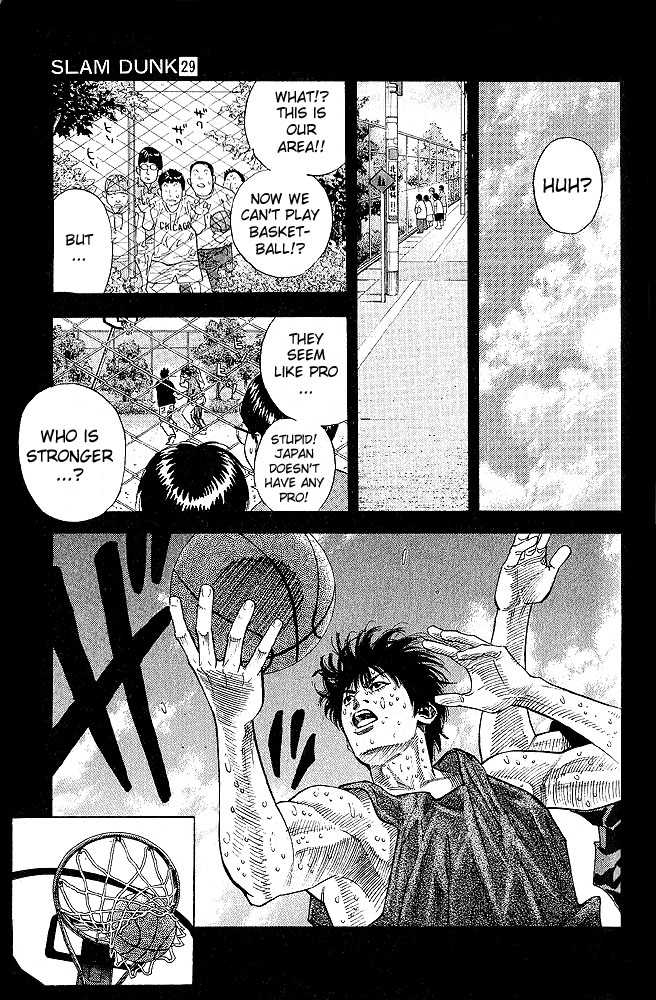 SLAM DUNK 29
HUH?
WHAT!?
THIS IS
OUR
AREA!!
NOW WE
CAN'T PLAY
BASKET-
BALL!?
BUT
...
CHICAGO
THEY
SEEM
LIKE PRO
...
STUPID!
JAPAN
DOESN'T
HAVE ANY
PRO!
WHO IS
STRONGER
...?